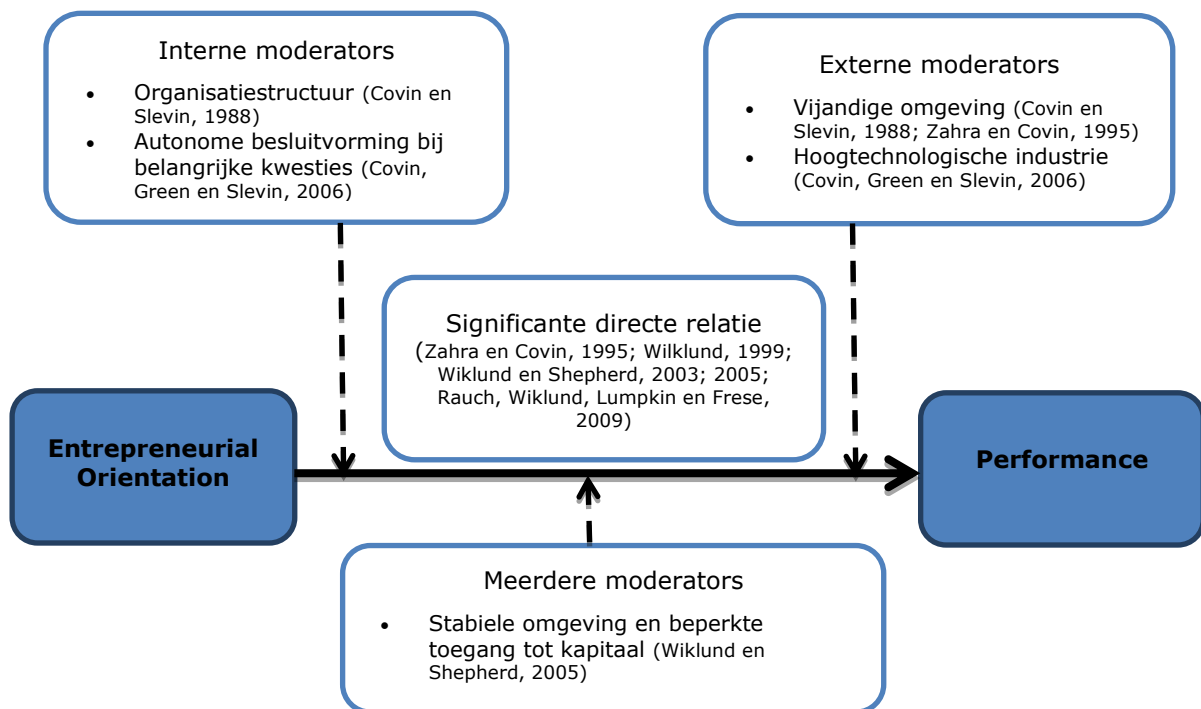 Interne moderators
• Organisatiestructuur (Covin en
Slevin, 1988)
• Autonome besluitvorming bij
belangrijke kwesties (Covin,
Green en Slevin, 2006)
Externe moderators
• Vijandige omgeving (Covin en
Slevin, 1988; Zahra en Covin, 1995)
• Hoogtechnologische industrie
(Covin, Green en Slevin, 2006)
Significante directe relatie
(Zahra en Covin, 1995; Wilklund, 1999;
Wiklund en Shepherd, 2003; 2005;
Rauch, Wiklund, Lumpkin en Frese,
2009)
Entrepreneurial
Orientation
Performance
Meerdere moderators
• Stabiele omgeving en beperkte
toegang tot kapitaal (Wiklund en
Shepherd, 2005)